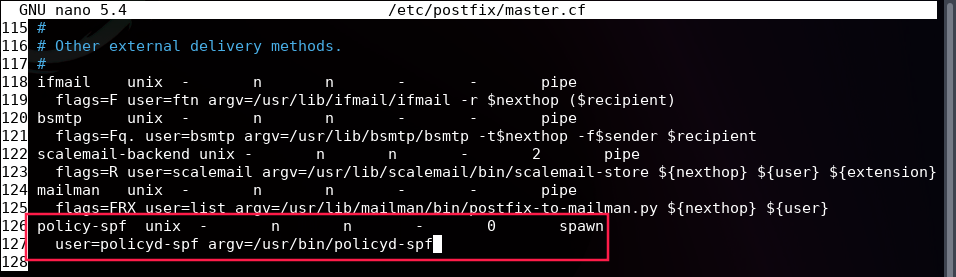 GNU nano 5.4                             /etc/postfix/master.cf
115 #
116 # Other external delivery methods.
117 #
118 ifmail    unix  -       n       n       -       -       pipe
119   flags=F user=ftn argv=/usr/lib/ifmail/ifmail -r $nexthop ($recipient)
120 bsmtp     unix  -       n       n       -       -       pipe
121   flags=Fq. user=bsmtp argv=/usr/lib/bsmtp/bsmtp -t$nexthop -f$sender $recipient
122 scalemail-backend unix -       n       n       -       2       pipe
123   flags=R user=scalemail argv=/usr/lib/scalemail/bin/scalemail-store ${nexthop} ${user} ${extension}
124 mailman   unix  -       n       n       -       -       pipe
125   flags=FRX user=list argv=/usr/lib/mailman/bin/postfix-to-mailman.py ${nexthop} ${user}
126 policy-spf  unix  -       n       n       -       0       spawn
127   user=policyd-spf argv=/usr/bin/policyd-spf
128